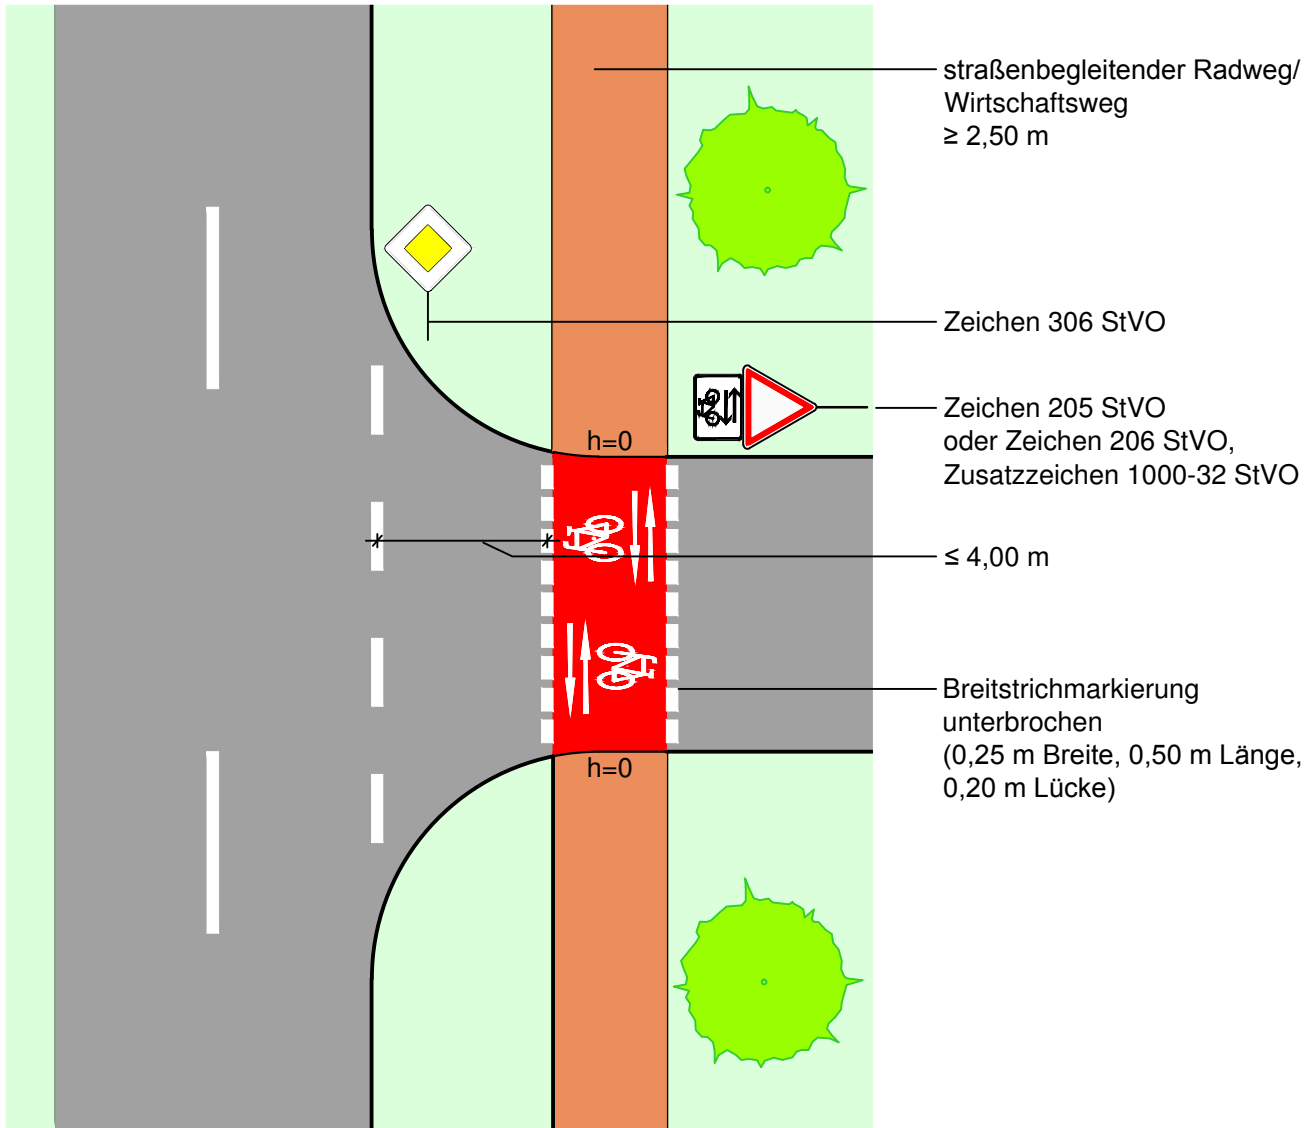 straßenbegleitender Radweg/
Wirtschaftsweg
≥ 2,50 m
Zeichen 306 StVO
Zeichen 205 StVO
oder Zeichen 206 StVO,
Zusatzzeichen 1000-32 StVO
h=0
≤ 4,00 m
Breitstrichmarkierung
unterbrochen
(0,25 m Breite, 0,50 m Länge,
0,20 m Lücke)
h=0